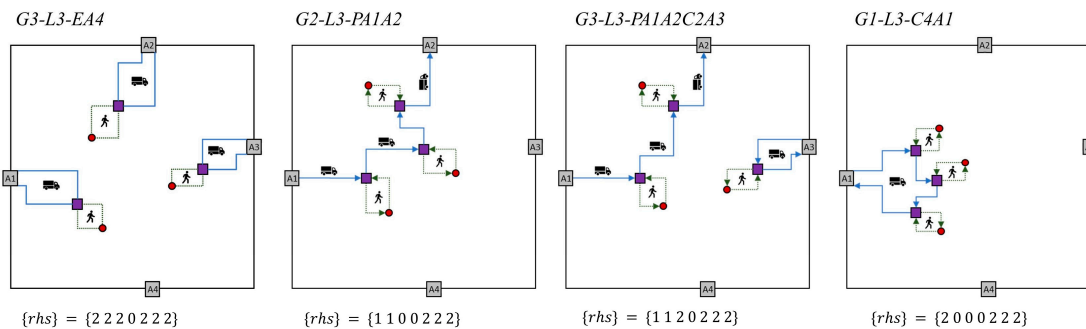 G3-L3-EA4
G2-L3-PA1A2
G3-L3-PA1A2C2A3
G1-L3-C4A1
A2
A3
A1
A4
A2
A3
A1
A4
A2
A3
A1
A4
A2
A1
A4
{rhs} = {2 2 2 0 2 2 2}
{rhs} = {1 1 0 0 2 2 2}
{rhs} = {1 1 2 0 2 2 2}
{rhs} = {2 0 0 0 2 2 2}